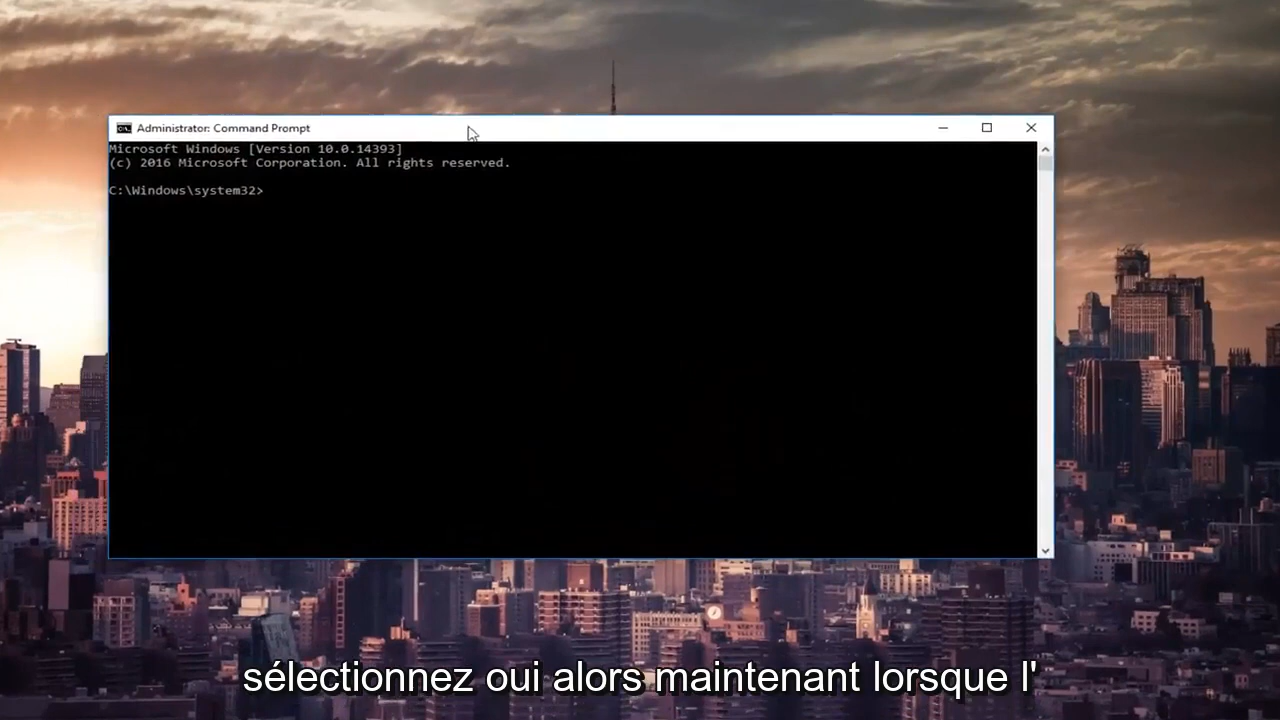 Administrator: Command Prompt
Microsoft Windows [Version 10.0.14393]
(c) 2016 Microsoft Corporation. All rights reserved.
C:\Windows\system32>
sélectionnez oui alors maintenant lorsque l'